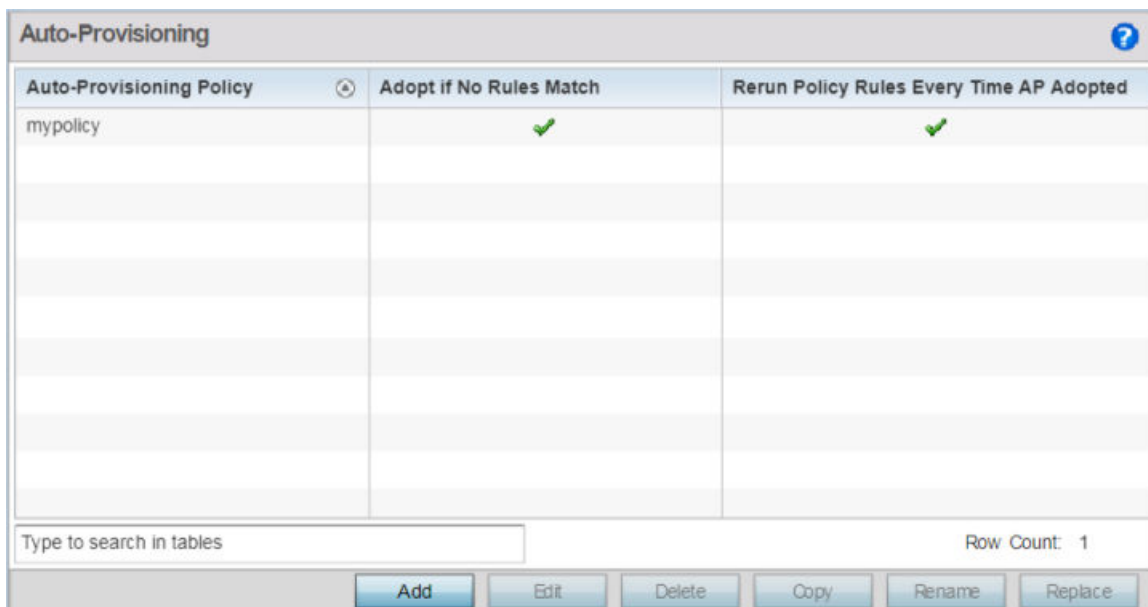 Auto-Provisioning
?
Auto-Provisioning Policy Adopt if No Rules Match Rerun Policy Rules Every Time AP Adopted
mypolicy
Type to search in tables Row Count: 1
Add Edit Delete Copy Rename Replace